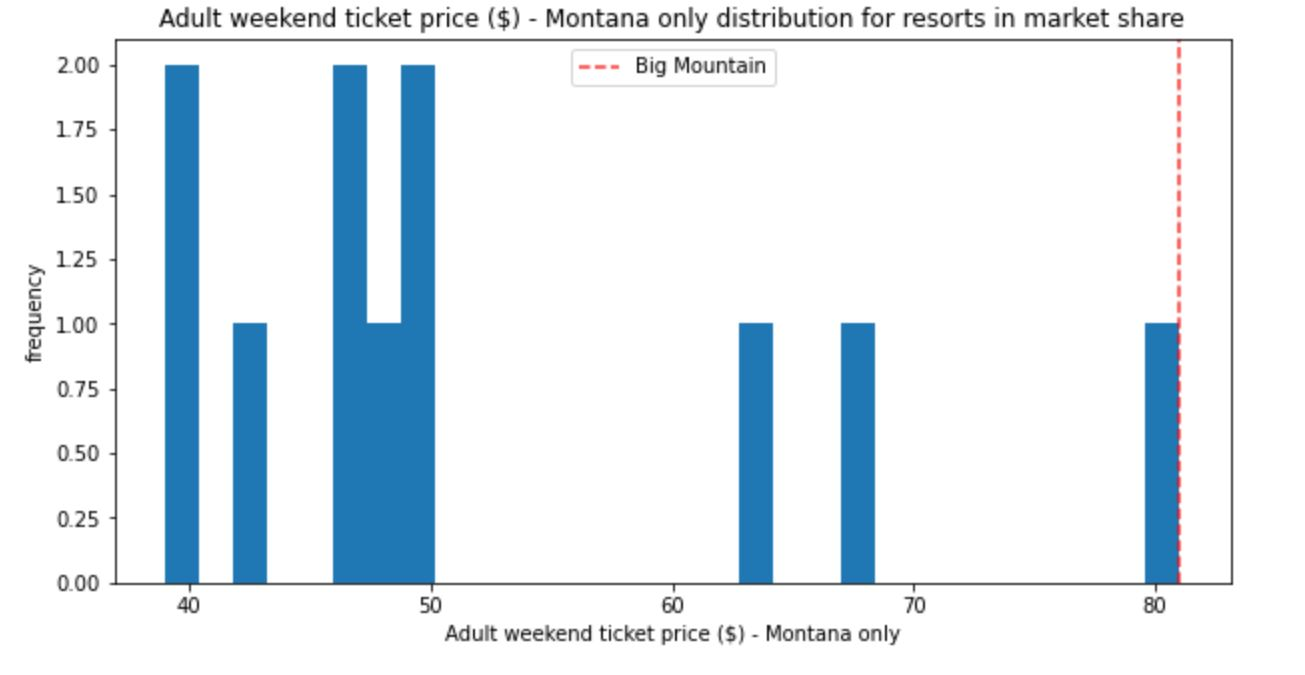 Adult weekend ticket price ($) - Montana only distribution for resorts in market share
Big Mountain
frequency
2.00
1.75
1.50
1.25
1.00
0.75
0.50
0.25
0.00
40 50 60 70 80
Adult weekend ticket price ($) - Montana only